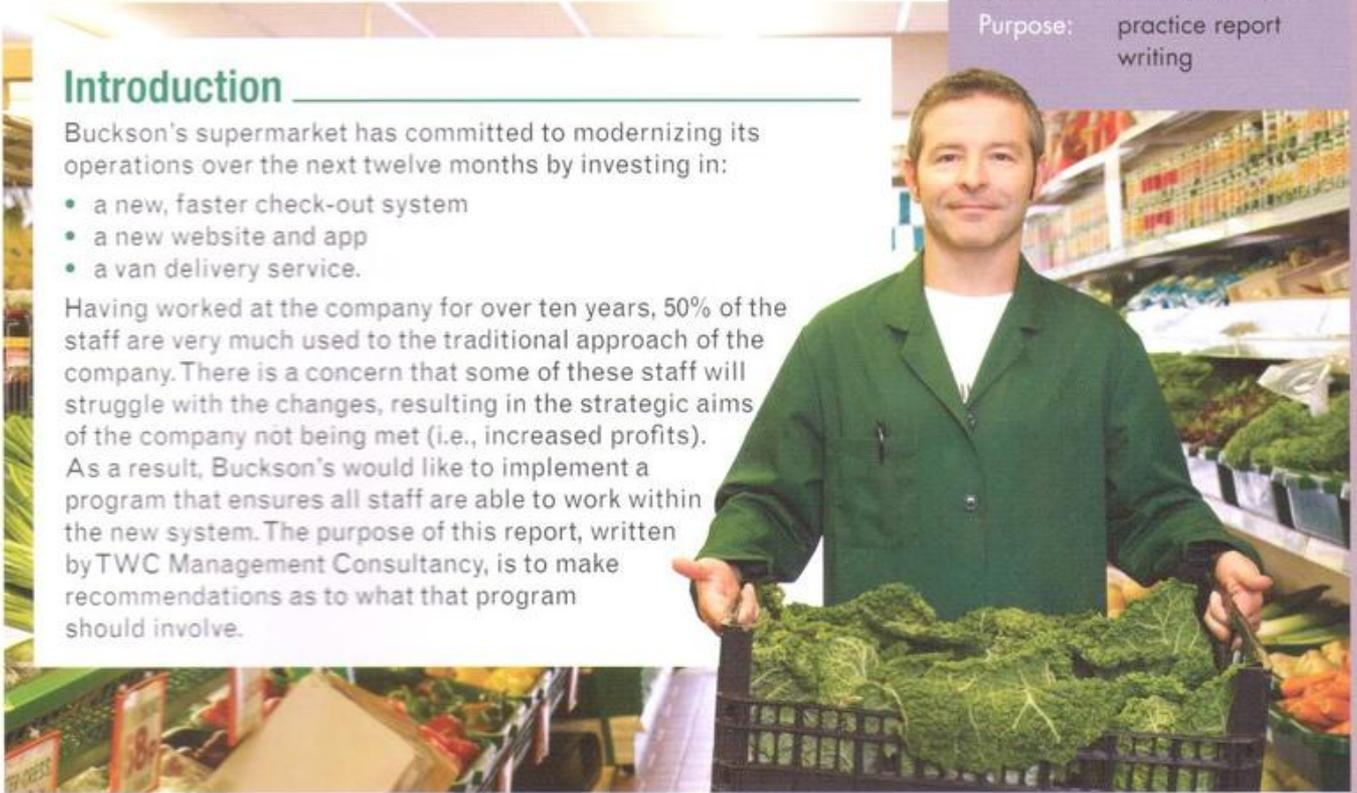 Purpose: practice report
writing
Introduction
Buckson's supermarket has committed to modernizing its
operations over the next twelve months by investing in:
• a new, faster check-out system
• a new website and app
• a van delivery service.
Having worked at the company for over ten years, 50% of the
staff are very much used to the traditional approach of the
company. There is a concern that some of these staff will
struggle with the changes, resulting in the strategic aims
of the company not being met (i.e., increased profits).
As a result, Buckson's would like to implement a
program that ensures all staff are able to work within
the new system. The purpose of this report, written
by TWC Management Consultancy, is to make
recommendations as to what that program
should involve.